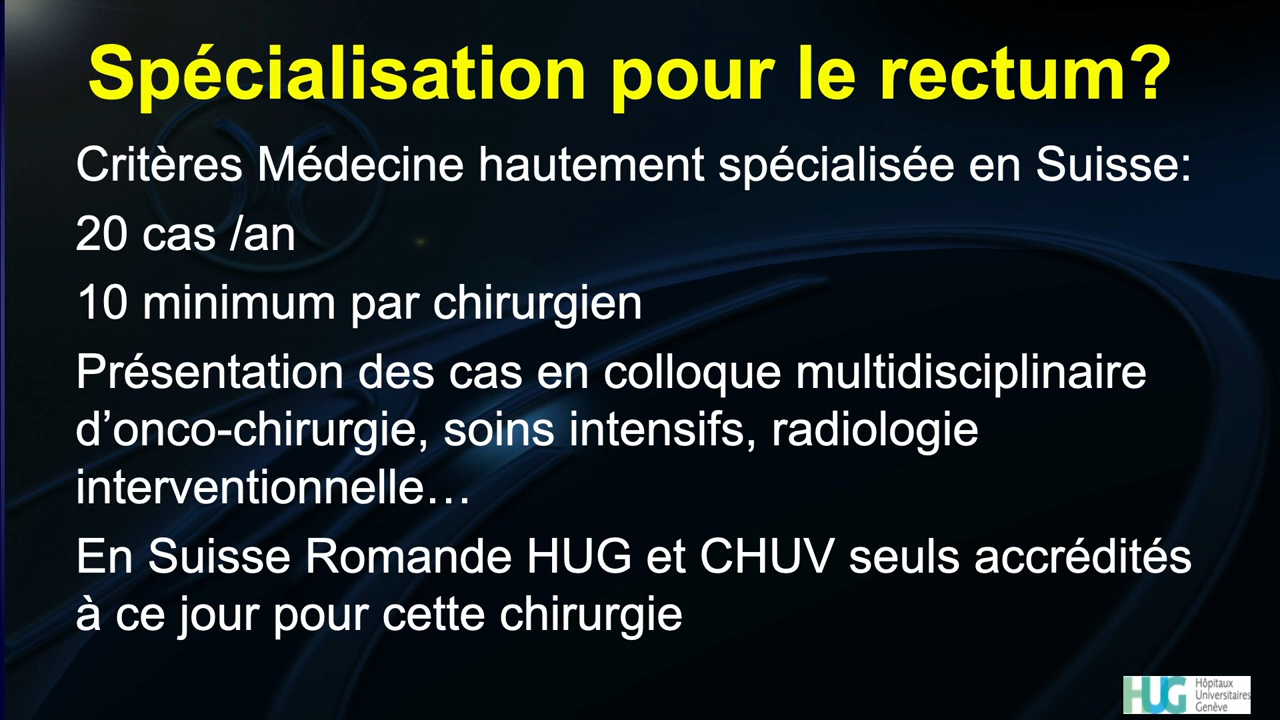 Spécialisation pour le rectum?
Critères Médecine hautement spécialisée en Suisse:
20 cas /an
10 minimum par chirurgien
Présentation des cas en colloque multidisciplinaire
d’onco-chirurgie, soins intensifs, radiologie
interventionnelle…
En Suisse Romande HUG et CHUV seuls accrédités
à ce jour pour cette chirurgie
HUG
Hôpitaux
Universitaires
Genève